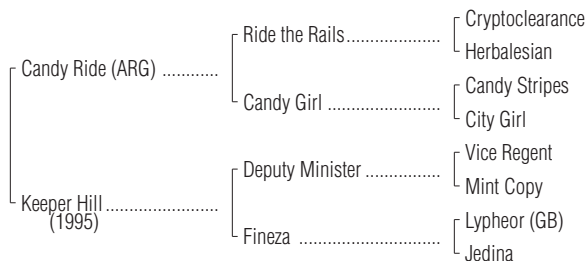 Cryptoclearance
Ride the Rails
Herbalesian
Candy Ride (ARG)
Candy Stripes
Candy Girl
City Girl
Vice Regent
Deputy Minister
Mint Copy
Keeper Hill
(1995)
Lypheor (GB)
Fineza
Jedina